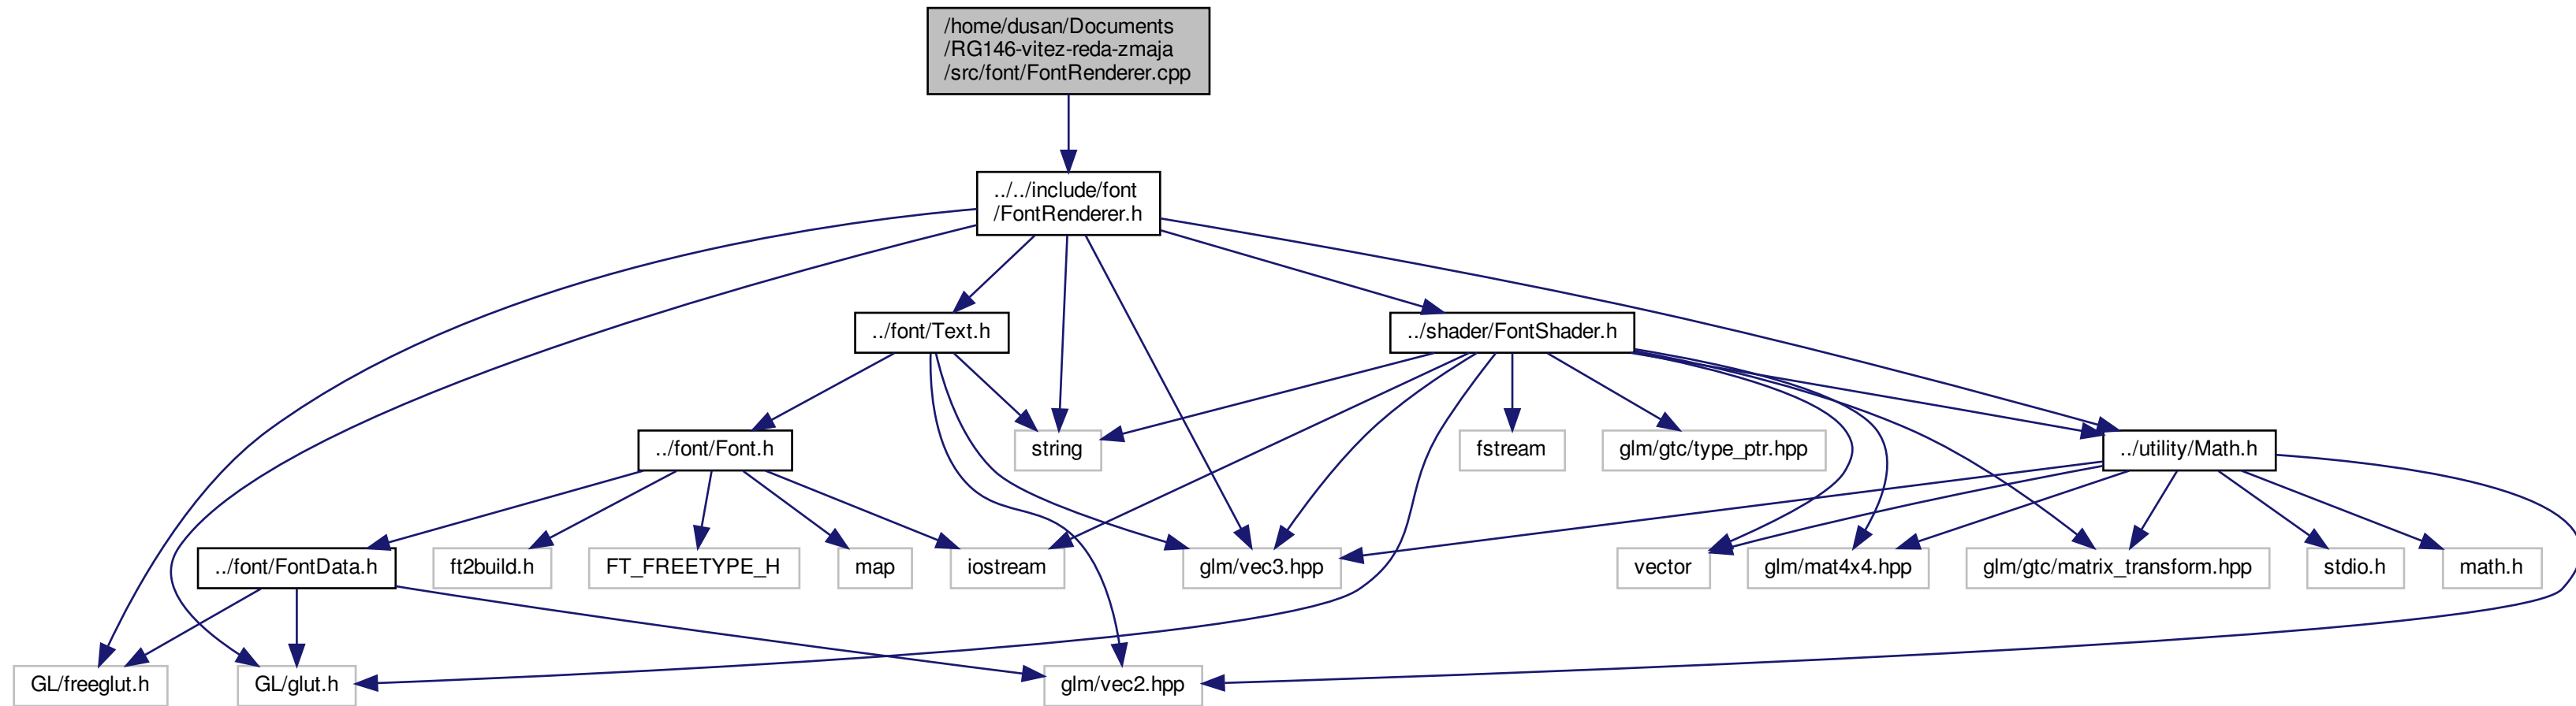 /home/dusan/Documents
/RG146-vitez-reda-zmaja
/src/font/FontRenderer.cpp
../../include/font
/FontRenderer.h
../font/Text.h
../shader/FontShader.h
../font/Font.h
string
fstream
glm/gtc/type_ptr.hpp
../utility/Math.h
../font/FontData.h
ft2build.h
FT_FREETYPE_H
map
iostream
glm/vec3.hpp
vector
glm/mat4x4.hpp
glm/gtc/matrix_transform.hpp
stdio.h
math.h
GL/freeglut.h
GL/glut.h
glm/vec2.hpp